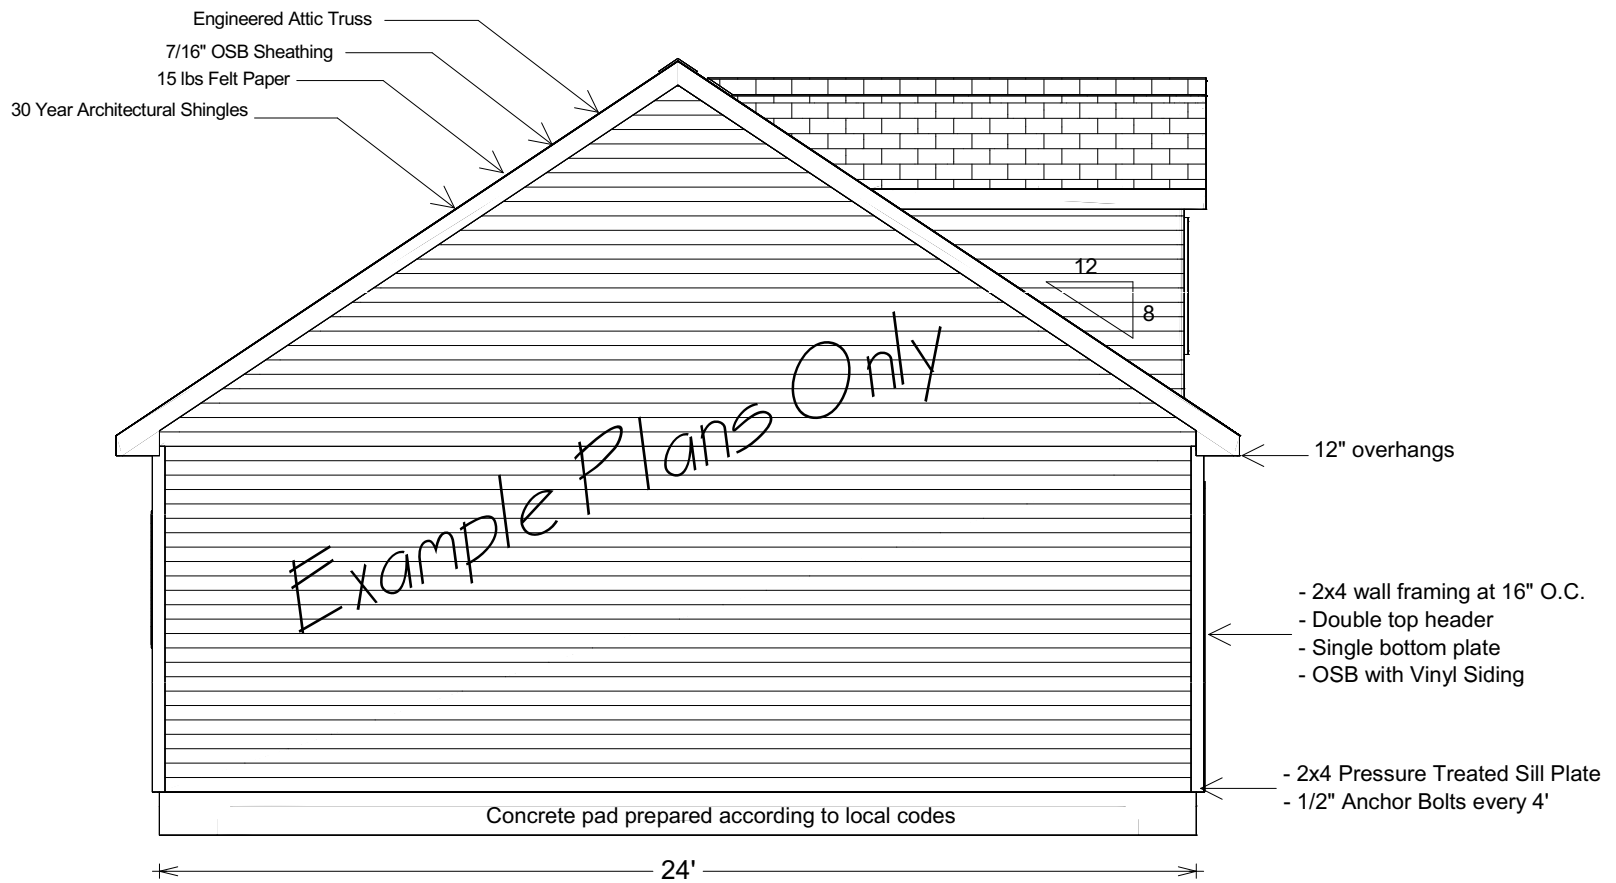 Engineered Attic Truss
7/16" OSB Sheathing
15 lbs Felt Paper
30 Year Architectural Shingles
12
8
Example Plans Only
12" overhangs
- 2x4 wall framing at 16" O.C.
- Double top header
- Single bottom plate
- OSB with Vinyl Siding
- 2x4 Pressure Treated Sill Plate
- 1/2" Anchor Bolts every 4'
Concrete pad prepared according to local codes
24'